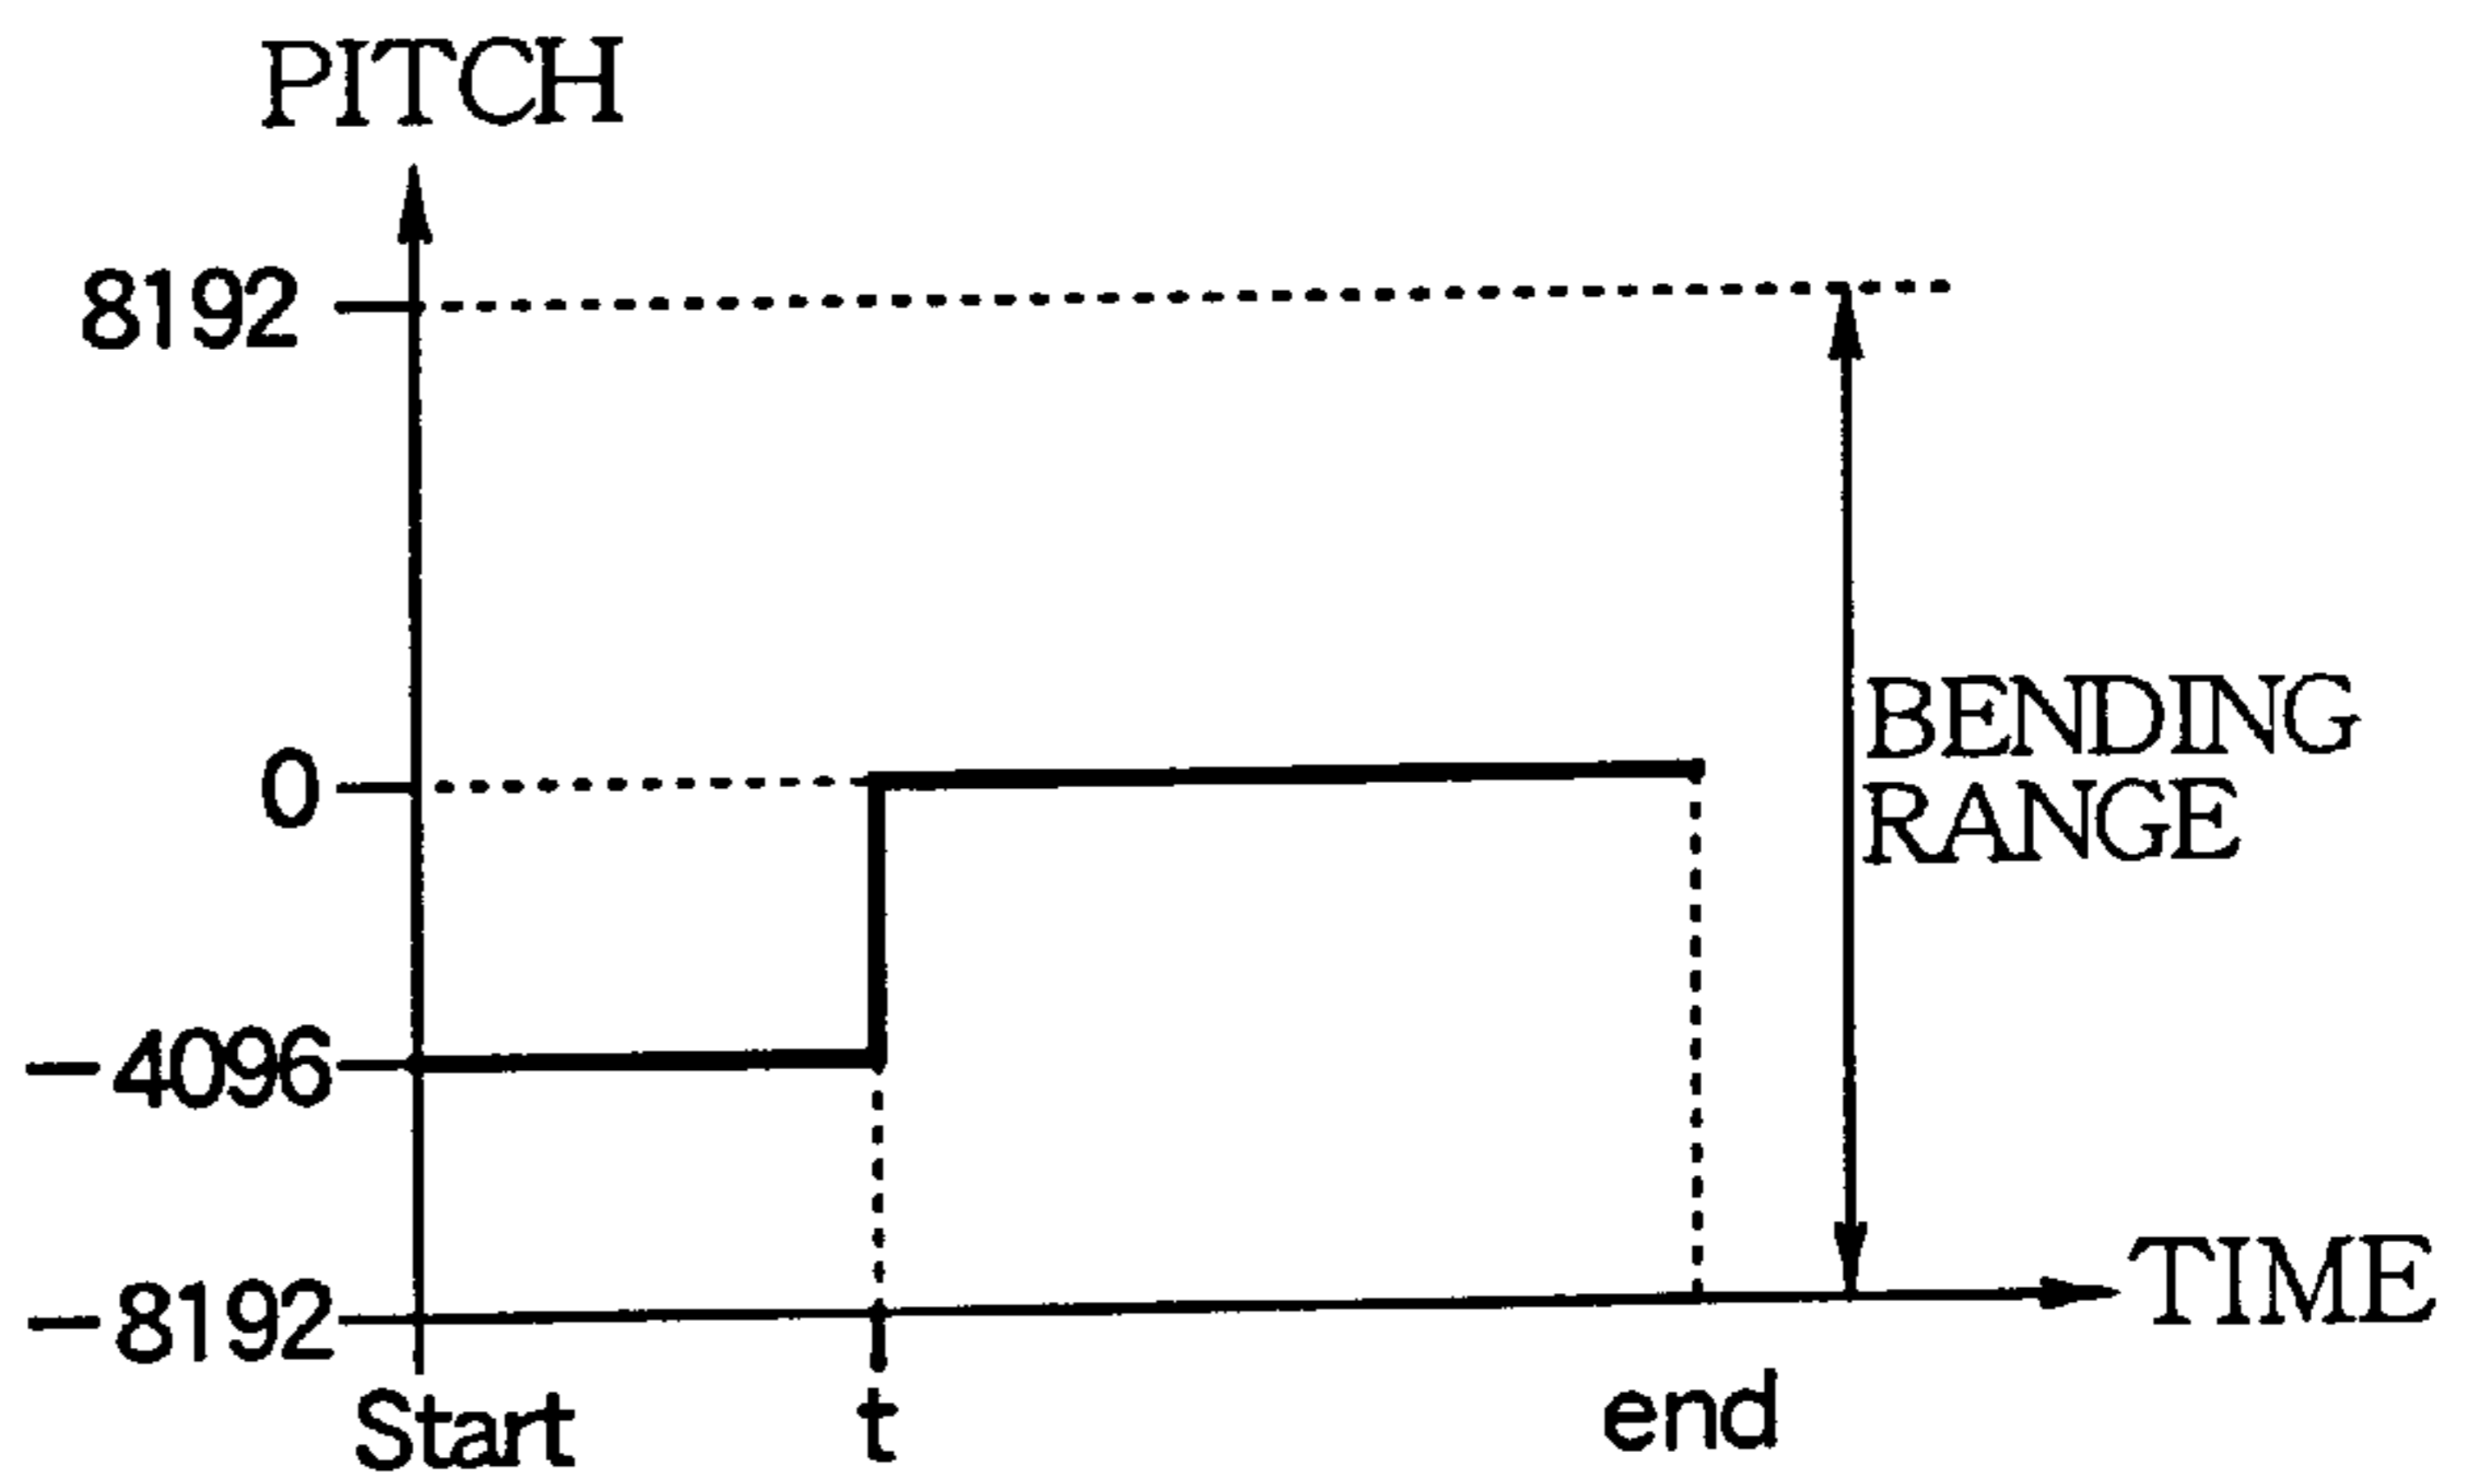 PITCH
8192
0
BENDING
RANGE
-4096
-8192
TIME
Start
t
end